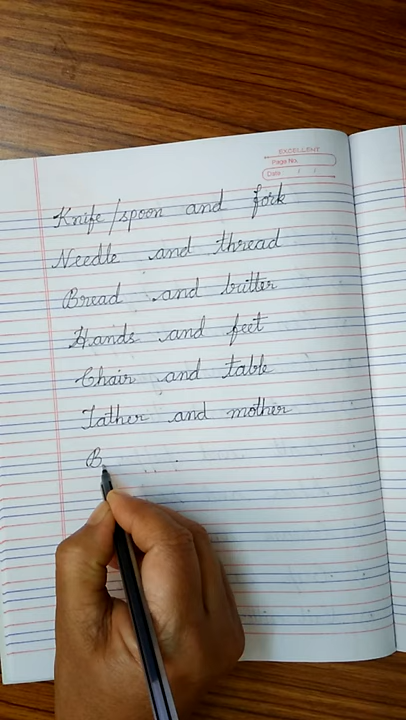 EXCELLENT
Page No.
Date: / /
Knife/spoon and fork
Needle and thread
Bread and butter
Hands and feet
Chair and table
Father and mother
B